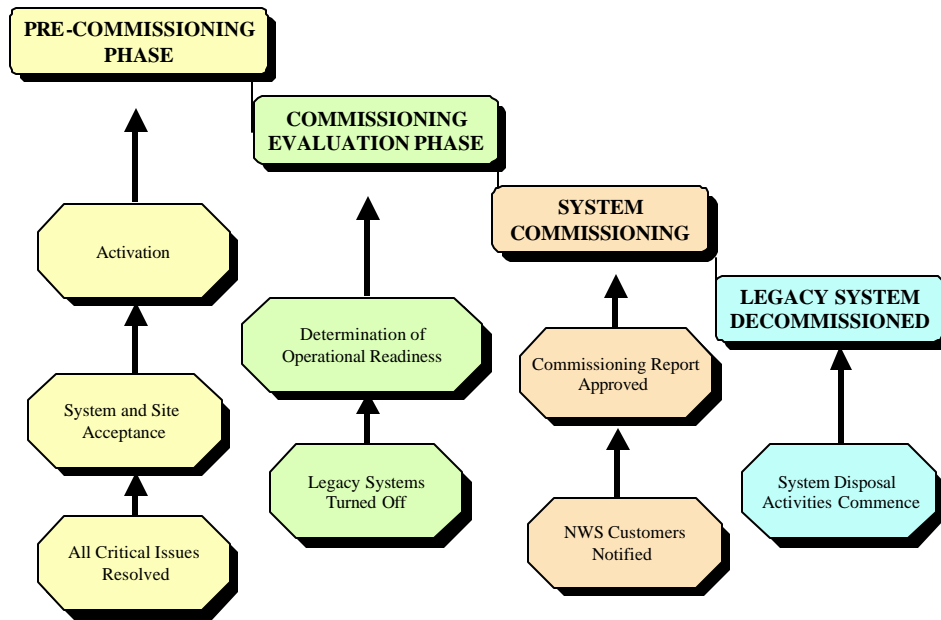 PRE-COMMISSIONING
PHASE
COMMISSIONING
EVALUATION PHASE
SYSTEM
COMMISSIONING
LEGACY SYSTEM
DECOMMISSIONED
Activation
System and Site
Acceptance
All Critical Issues
Resolved
Determination of
Operational Readiness
Legacy Systems
Turned Off
Commissioning Report
Approved
NWS Customers
Notified
System Disposal
Activities Commence